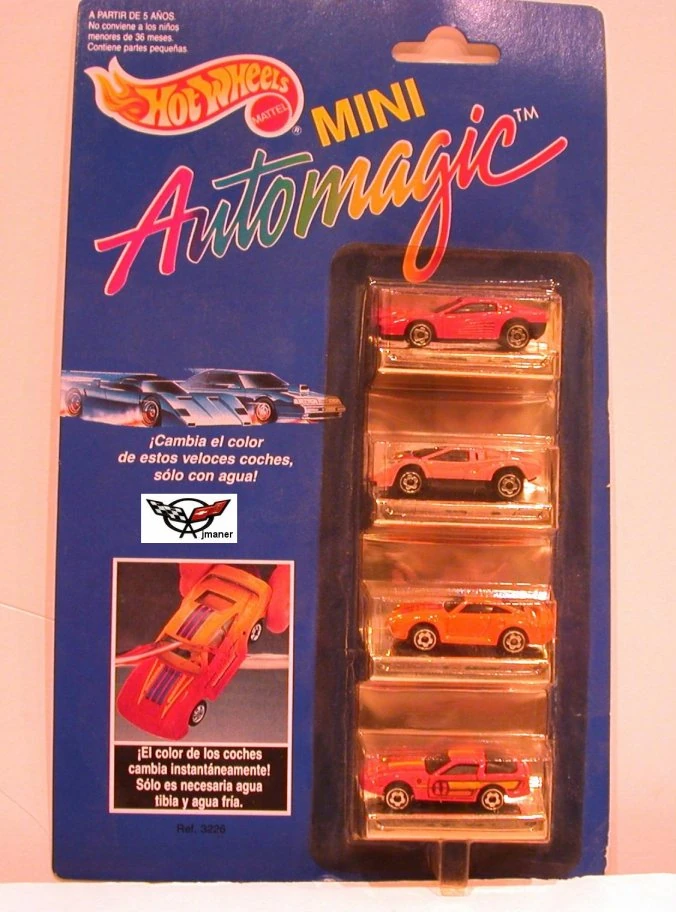 A PARTIR DE 5 AÑOS.
No conviene a los niños
menores de 36 meses.
Contiene partes pequeñas.
HOT WHEELS
MATTEL
®
MINI
Automagic™
¡Cambia el color
de estos veloces coches,
sólo con agua!
Ajmaner
¡El color de los coches
cambia instantáneamente!
Sólo es necesaria agua
tibia y agua fría.
Ref. 3226